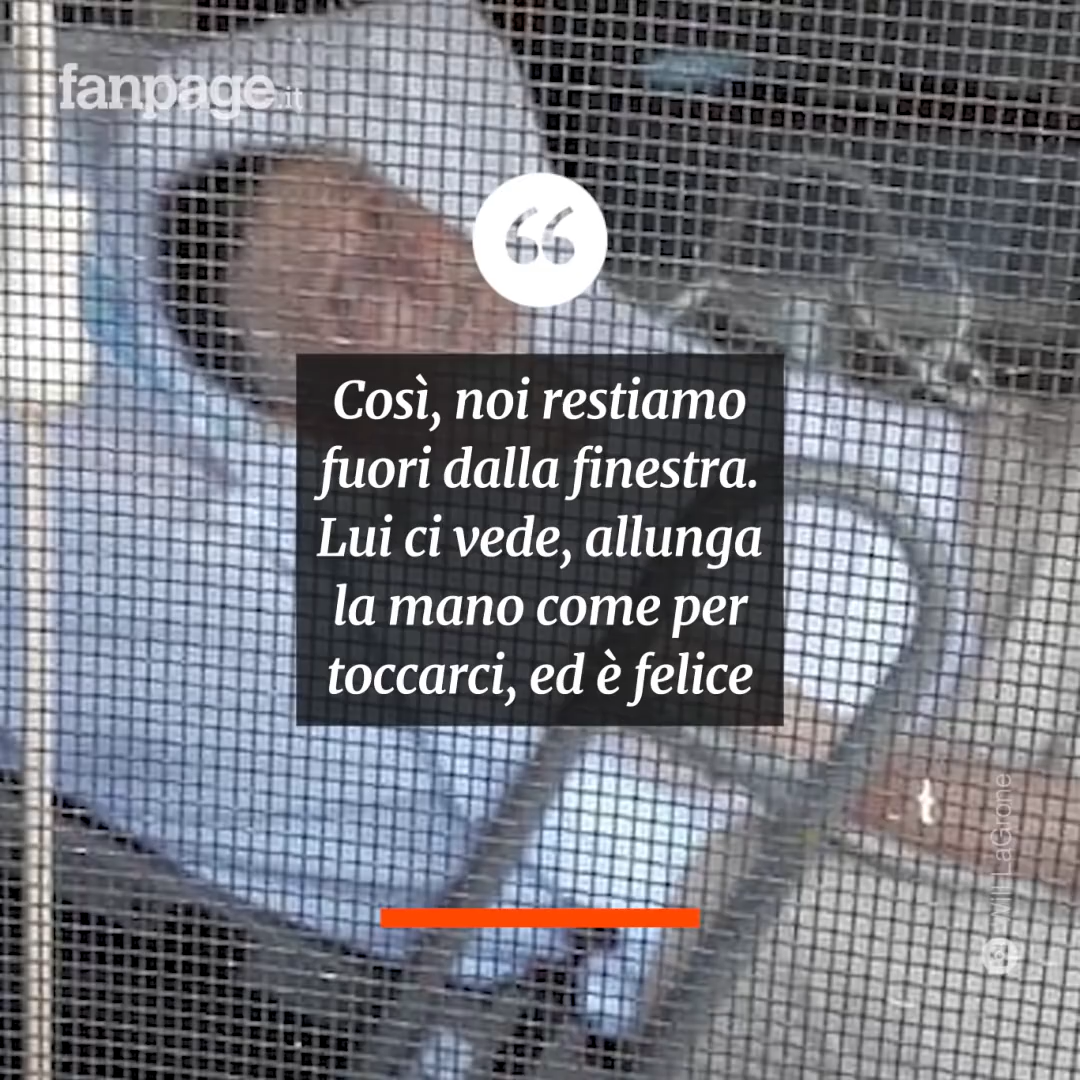 fanpage.it
“
Così, noi restiamo
fuori dalla finestra.
Lui ci vede, allunga
la mano come per
toccarci, ed è felice
Will LaGrone